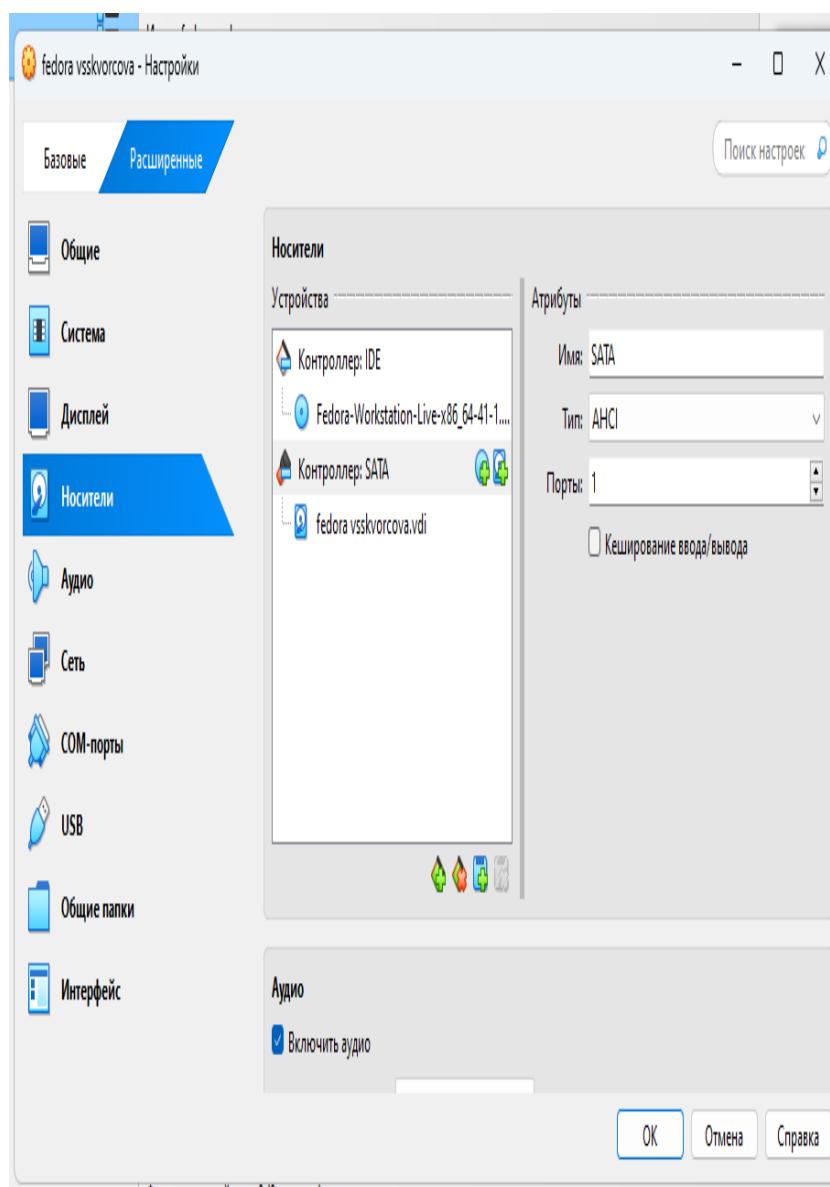 fedora vsskvorcova - Настройки
Базовые
Расширенные
Поиск настроек
Общие
Система
Дисплей
Носители
Аудио
Сеть
COM-порты
USB
Общие папки
Интерфейс
Носители
Устройства
Контроллер: IDE
Fedora-Workstation-Live-x86_64-41-1....
Контроллер: SATA
fedora vsskvorcova.vdi
Атрибуты
Имя: SATA
Тип: AHCI
Порты: 1
Кеширование ввода/вывода
Аудио
Включить аудио
OK
Отмена
Справка